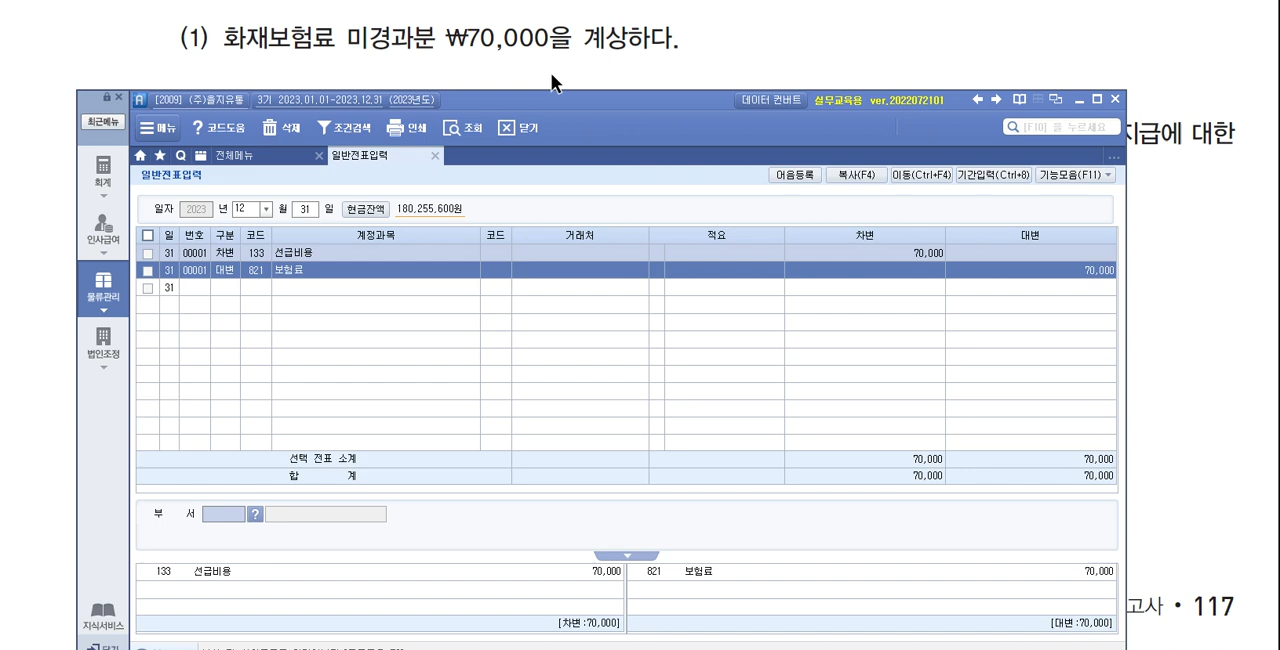 (1) 화재보험료 미경과분 ₩70,000을 계상하다.
[2009] (주)흘지유통 3기 2023.01.01-2023.12.31 (2023년도) 데이터 컨버트 실무교육용 ver.2022072101
최근메뉴 메뉴 ? 코드도움 삭제 조건검색 인쇄 조회 닫기 [F10] 을 누르세요
지급에 대한
전체메뉴 일반전표입력
일반전표입력 어음등록 복사(F4) 이동(Ctrl+F4) 기간입력(Ctrl+8) 기능모음(F11)
회계
인사급여
물류관리
법인조정
지식서비스
일자 2023 년 12 월 31 일 현금잔액 180,255,600원
일 번호 구분 코드 계정과목 코드 거래처 적요 차변 대변
31 00001 차변 133 선급비용 70,000
31 00001 대변 821 보험료 70,000
31
선택 전표 소계 70,000 70,000
합 계 70,000 70,000
부 서 ?
133 선급비용 70,000 821 보험료 70,000
[차변:70,000] [대변:70,000]
고사 • 117